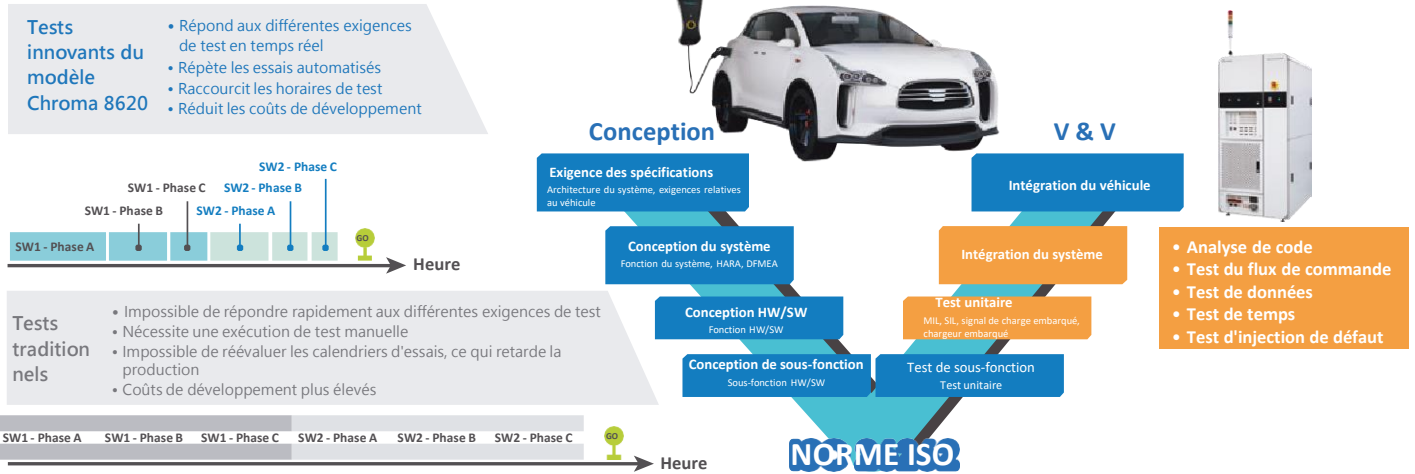 Tests
innovants du
modèle
Chroma 8620
• Répond aux différentes exigences
de test en temps réel
• Répète les essais automatisés
• Raccourcit les horaires de test
• Réduit les coûts de développement
SW2 - Phase C
SW1 - Phase C
SW2 - Phase B
SW1 - Phase B
SW2 - Phase A
SW1 - Phase A
GO
Heure
Tests
tradition
nels
• Impossible de répondre rapidement aux différentes exigences de test
• Nécessite une exécution de test manuelle
• Impossible de réévaluer les calendriers d'essais, ce qui retarde la
production
• Coûts de développement plus élevés
SW1 - Phase A
SW1 - Phase B
SW1 - Phase C
SW2 - Phase A
SW2 - Phase B
SW2 - Phase C
GO
Heure
Conception
V & V
Exigence des spécifications
Architecture du système, exigences relatives
au véhicule
Intégration du véhicule
Conception du système
Fonction du système, HARA, DFMEA
Intégration du système
Conception HW/SW
Fonction HW/SW
Test unitaire
MIL, SIL, signal de charge embarqué,
chargeur embarqué
Conception de sous-fonction
Sous-fonction HW/SW
Test de sous-fonction
Test unitaire
NORME ISO
• Analyse de code
• Test du flux de commande
• Test de données
• Test de temps
• Test d'injection de défaut